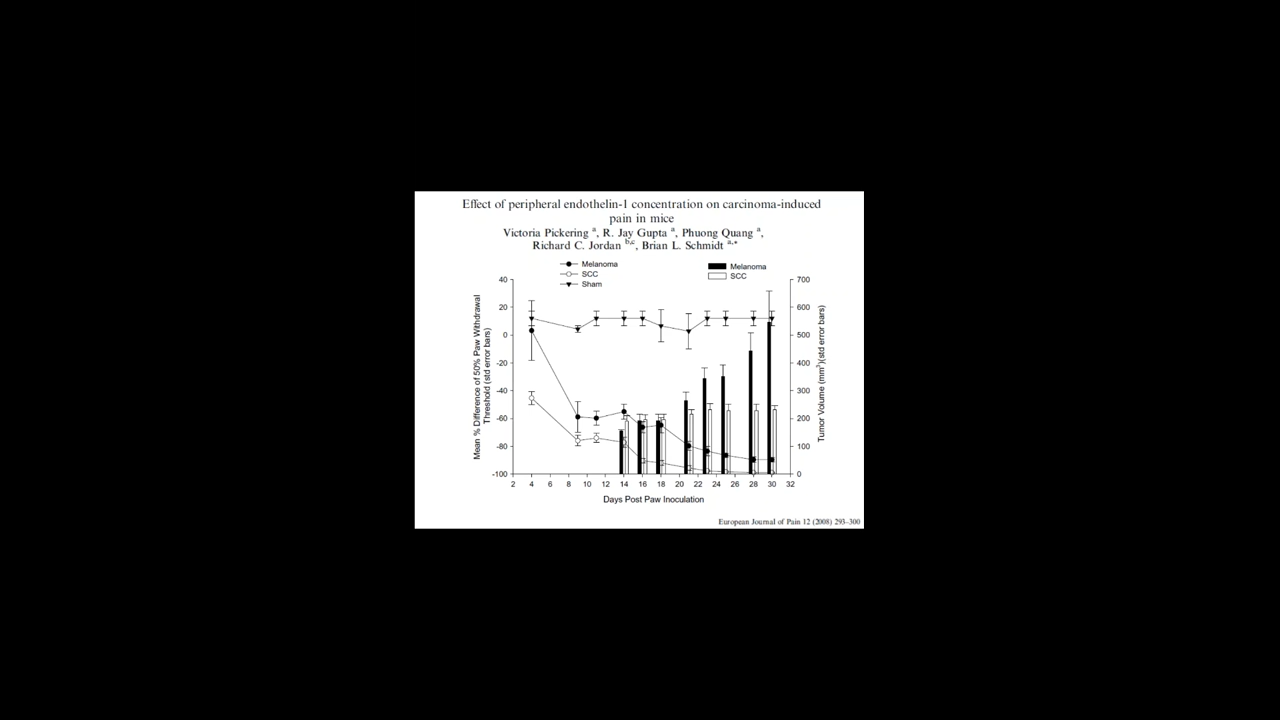 Effect of peripheral endothelin-1 concentration on carcinoma-induced
pain in mice
Victoria Pickering a, R. Jay Gupta a, Phuong Quang a,
Richard C. Jordan b,c, Brian L. Schmidt a,*
Melanoma
SCC
Sham
Melanoma
SCC
40
20
0
-20
-40
-60
-80
-100
Mean % Difference of 50% Paw Withdrawal
Threshold (std error bars)
700
600
500
400
300
200
100
0
Tumor Volume (mm3)(std error bars)
2 4 6 8 10 12 14 16 18 20 22 24 26 28 30 32
Days Post Paw Inoculation
European Journal of Pain 12 (2008) 293–300